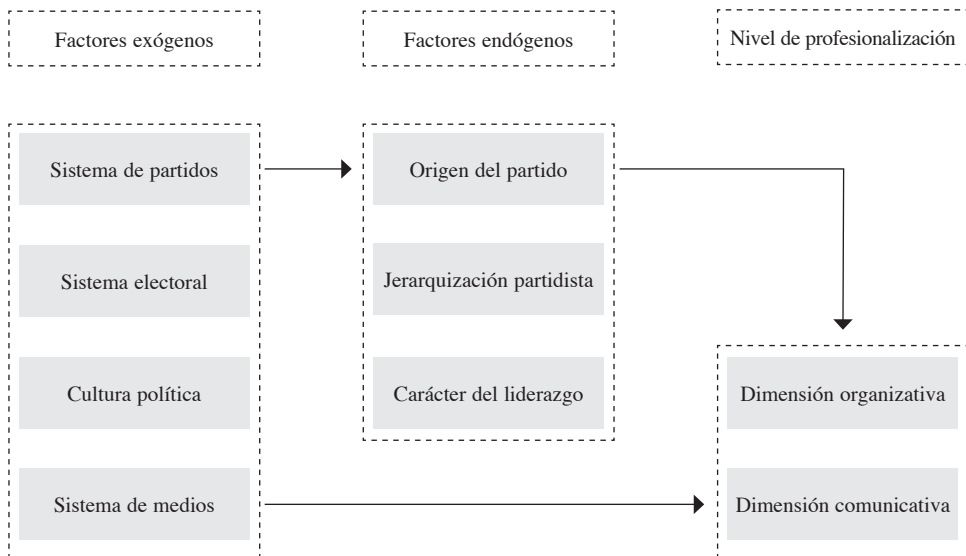 Factores exógenos
Factores endógenos
Nivel de profesionalización
Sistema de partidos
Origen del partido
Sistema electoral
Jerarquización partidista
Cultura política
Carácter del liderazgo
Dimensión organizativa
Sistema de medios
Dimensión comunicativa